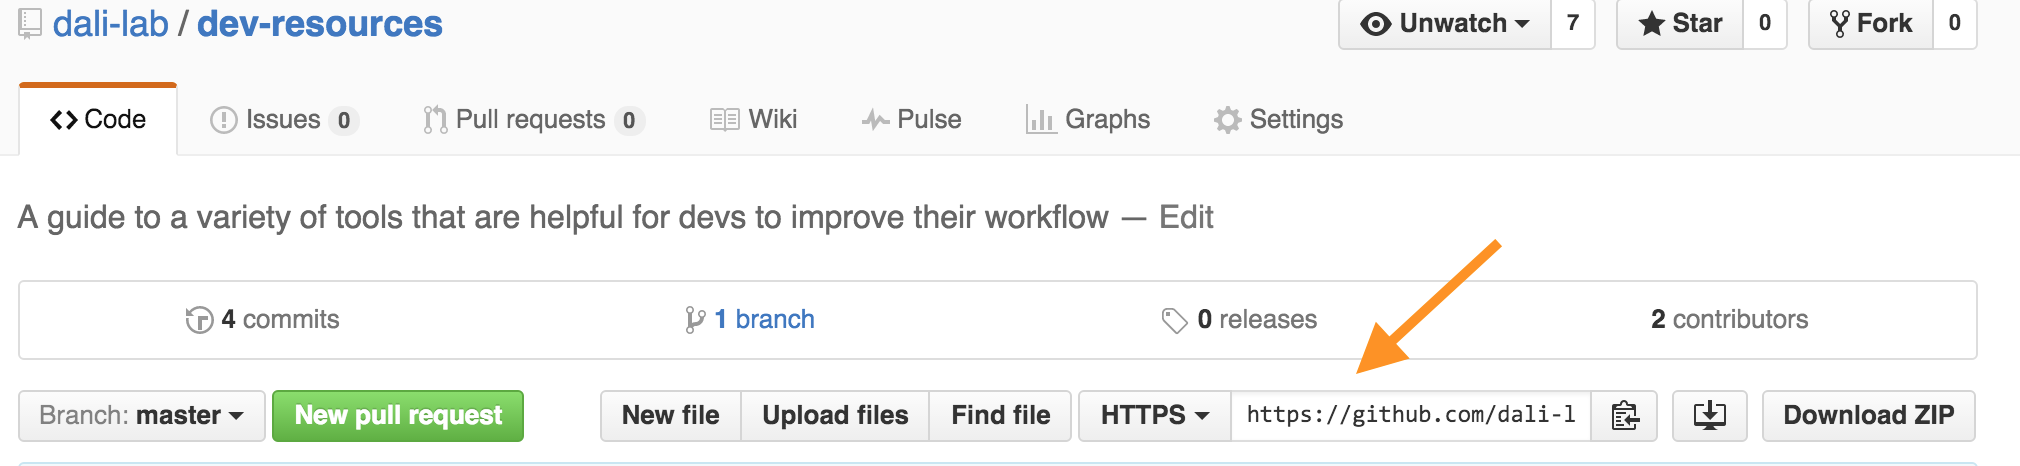 dali-lab / dev-resources Unwatch 7 Star 0 Fork 0
Code Issues 0 Pull requests 0 Wiki Pulse Graphs Settings
A guide to a variety of tools that are helpful for devs to improve their workflow — Edit
4 commits 1 branch 0 releases 2 contributors
Branch: master New pull request New file Upload files Find file HTTPS https://github.com/dali-l Download ZIP